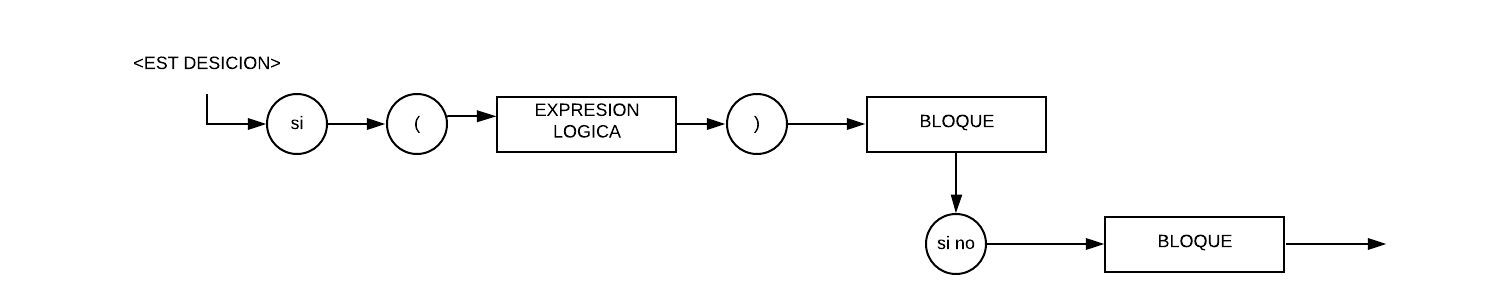 <EST DESICION>
si
(
EXPRESION
LOGICA
)
BLOQUE
si no
BLOQUE